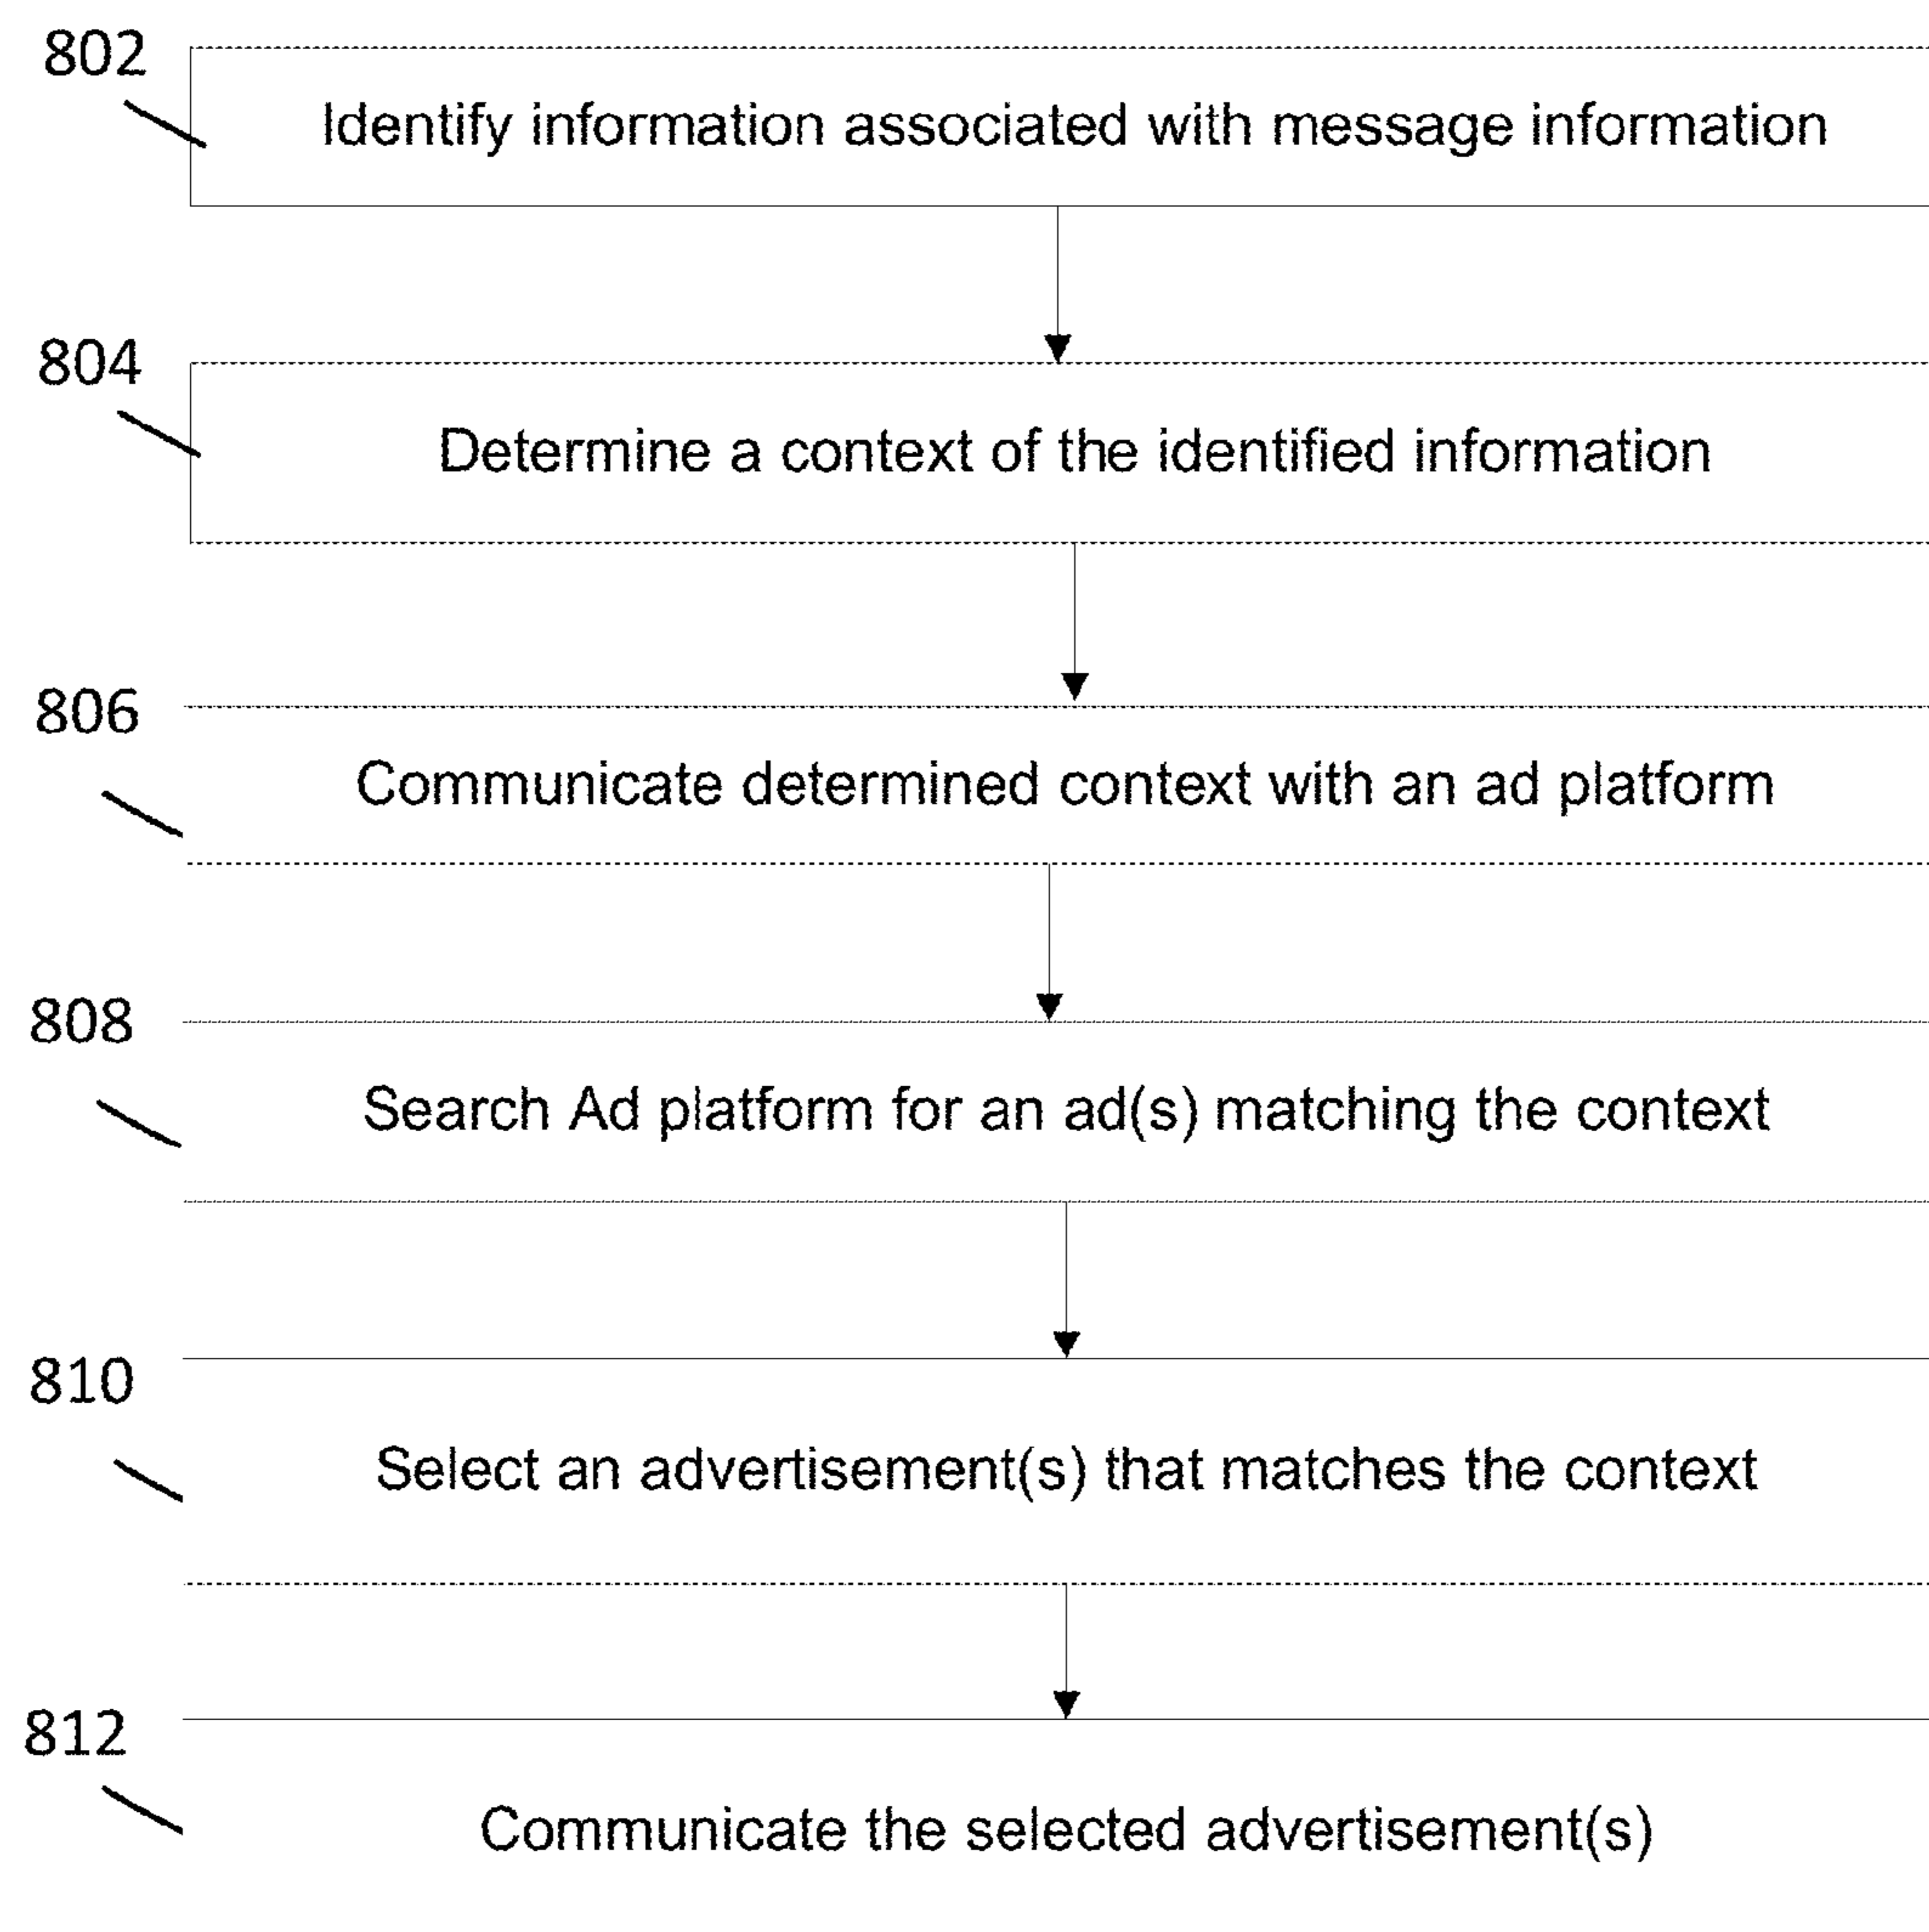 802
Identify information associated with message information
804
Determine a context of the identified information
806
Communicate determined context with an ad platform
808
Search Ad platform for an ad(s) matching the context
810
Select an advertisement(s) that matches the context
812
Communicate the selected advertisement(s)